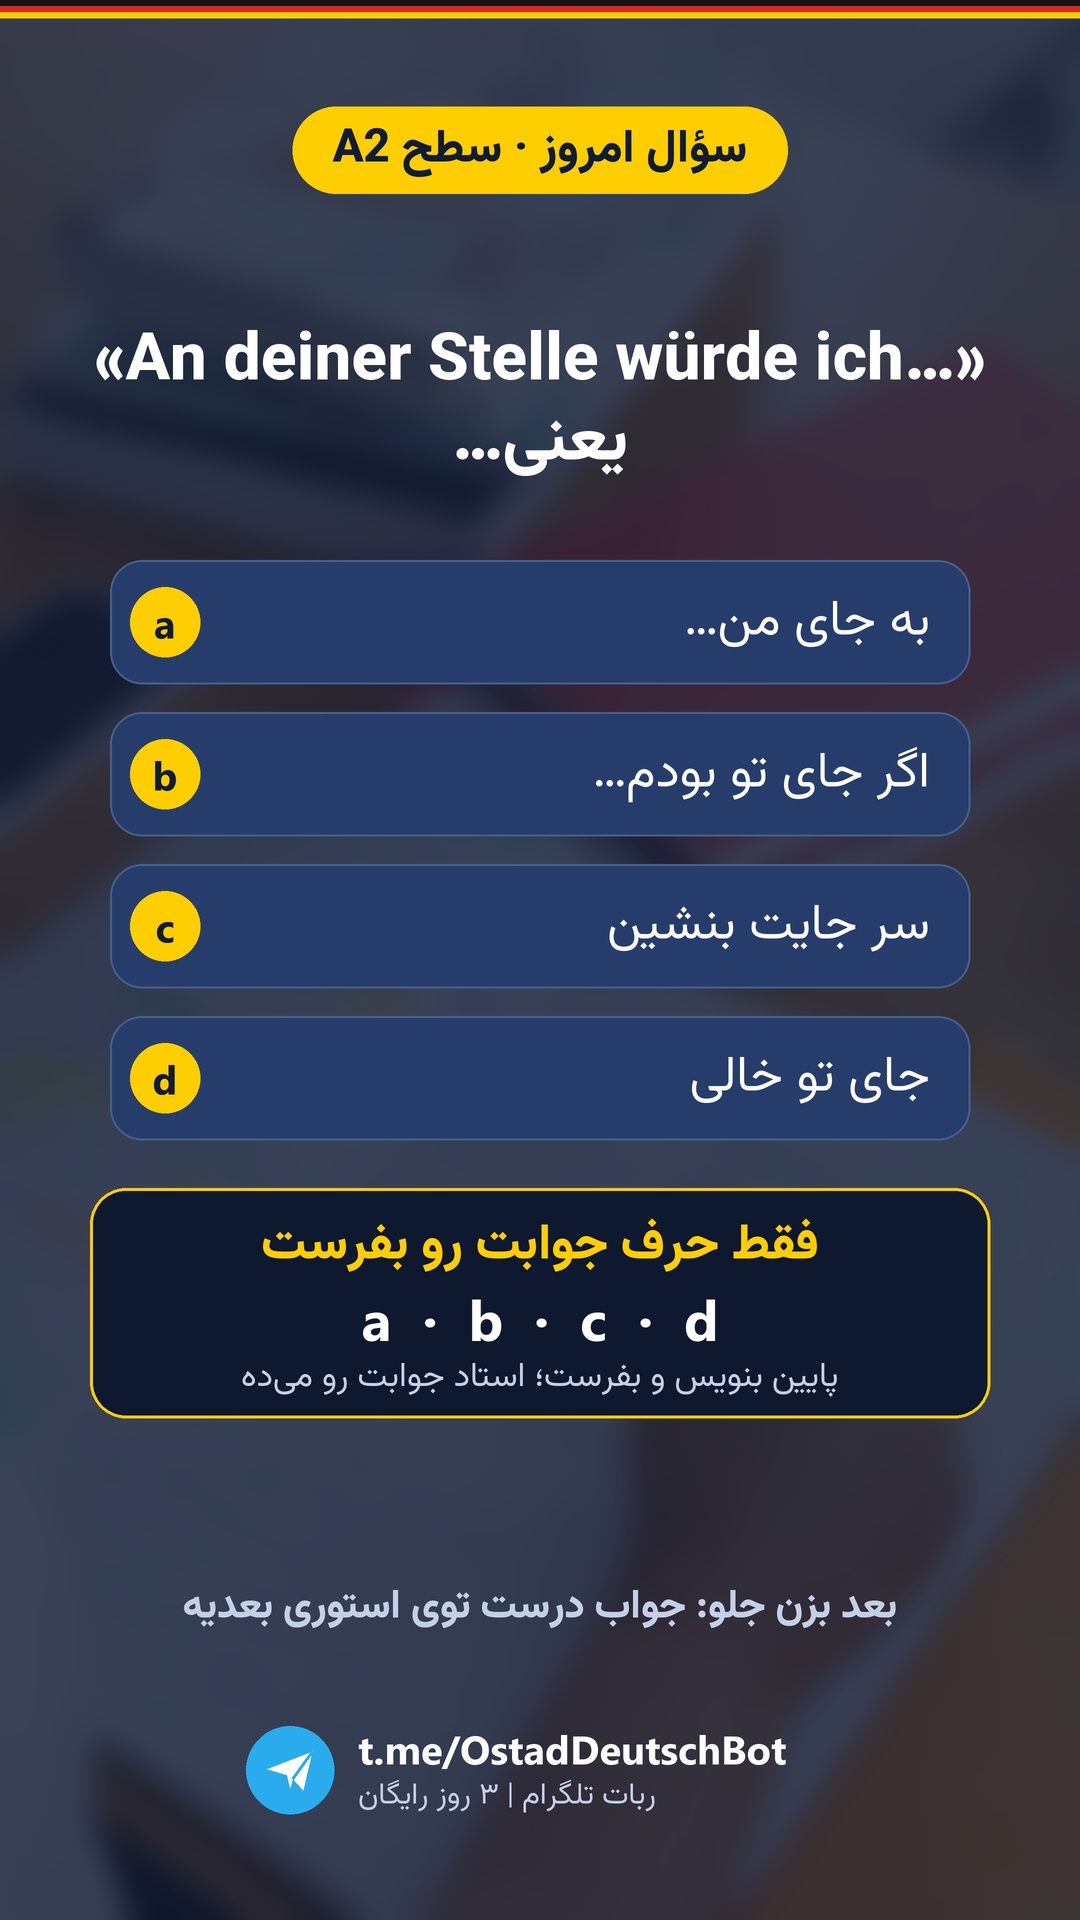 سؤال امروز · سطح A2
«An deiner Stelle würde ich…»
یعنی…
a به جای من…
b اگر جای تو بودم…
c سر جایت بنشین
d جای تو خالی
فقط حرف جوابت رو بفرست
a · b · c · d
پایین بنویس و بفرست؛ استاد جوابت رو می‌ده
بعد بزن جلو: جواب درست توی استوری بعدیه
t.me/OstadDeutschBot
ربات تلگرام | ۳ روز رایگان